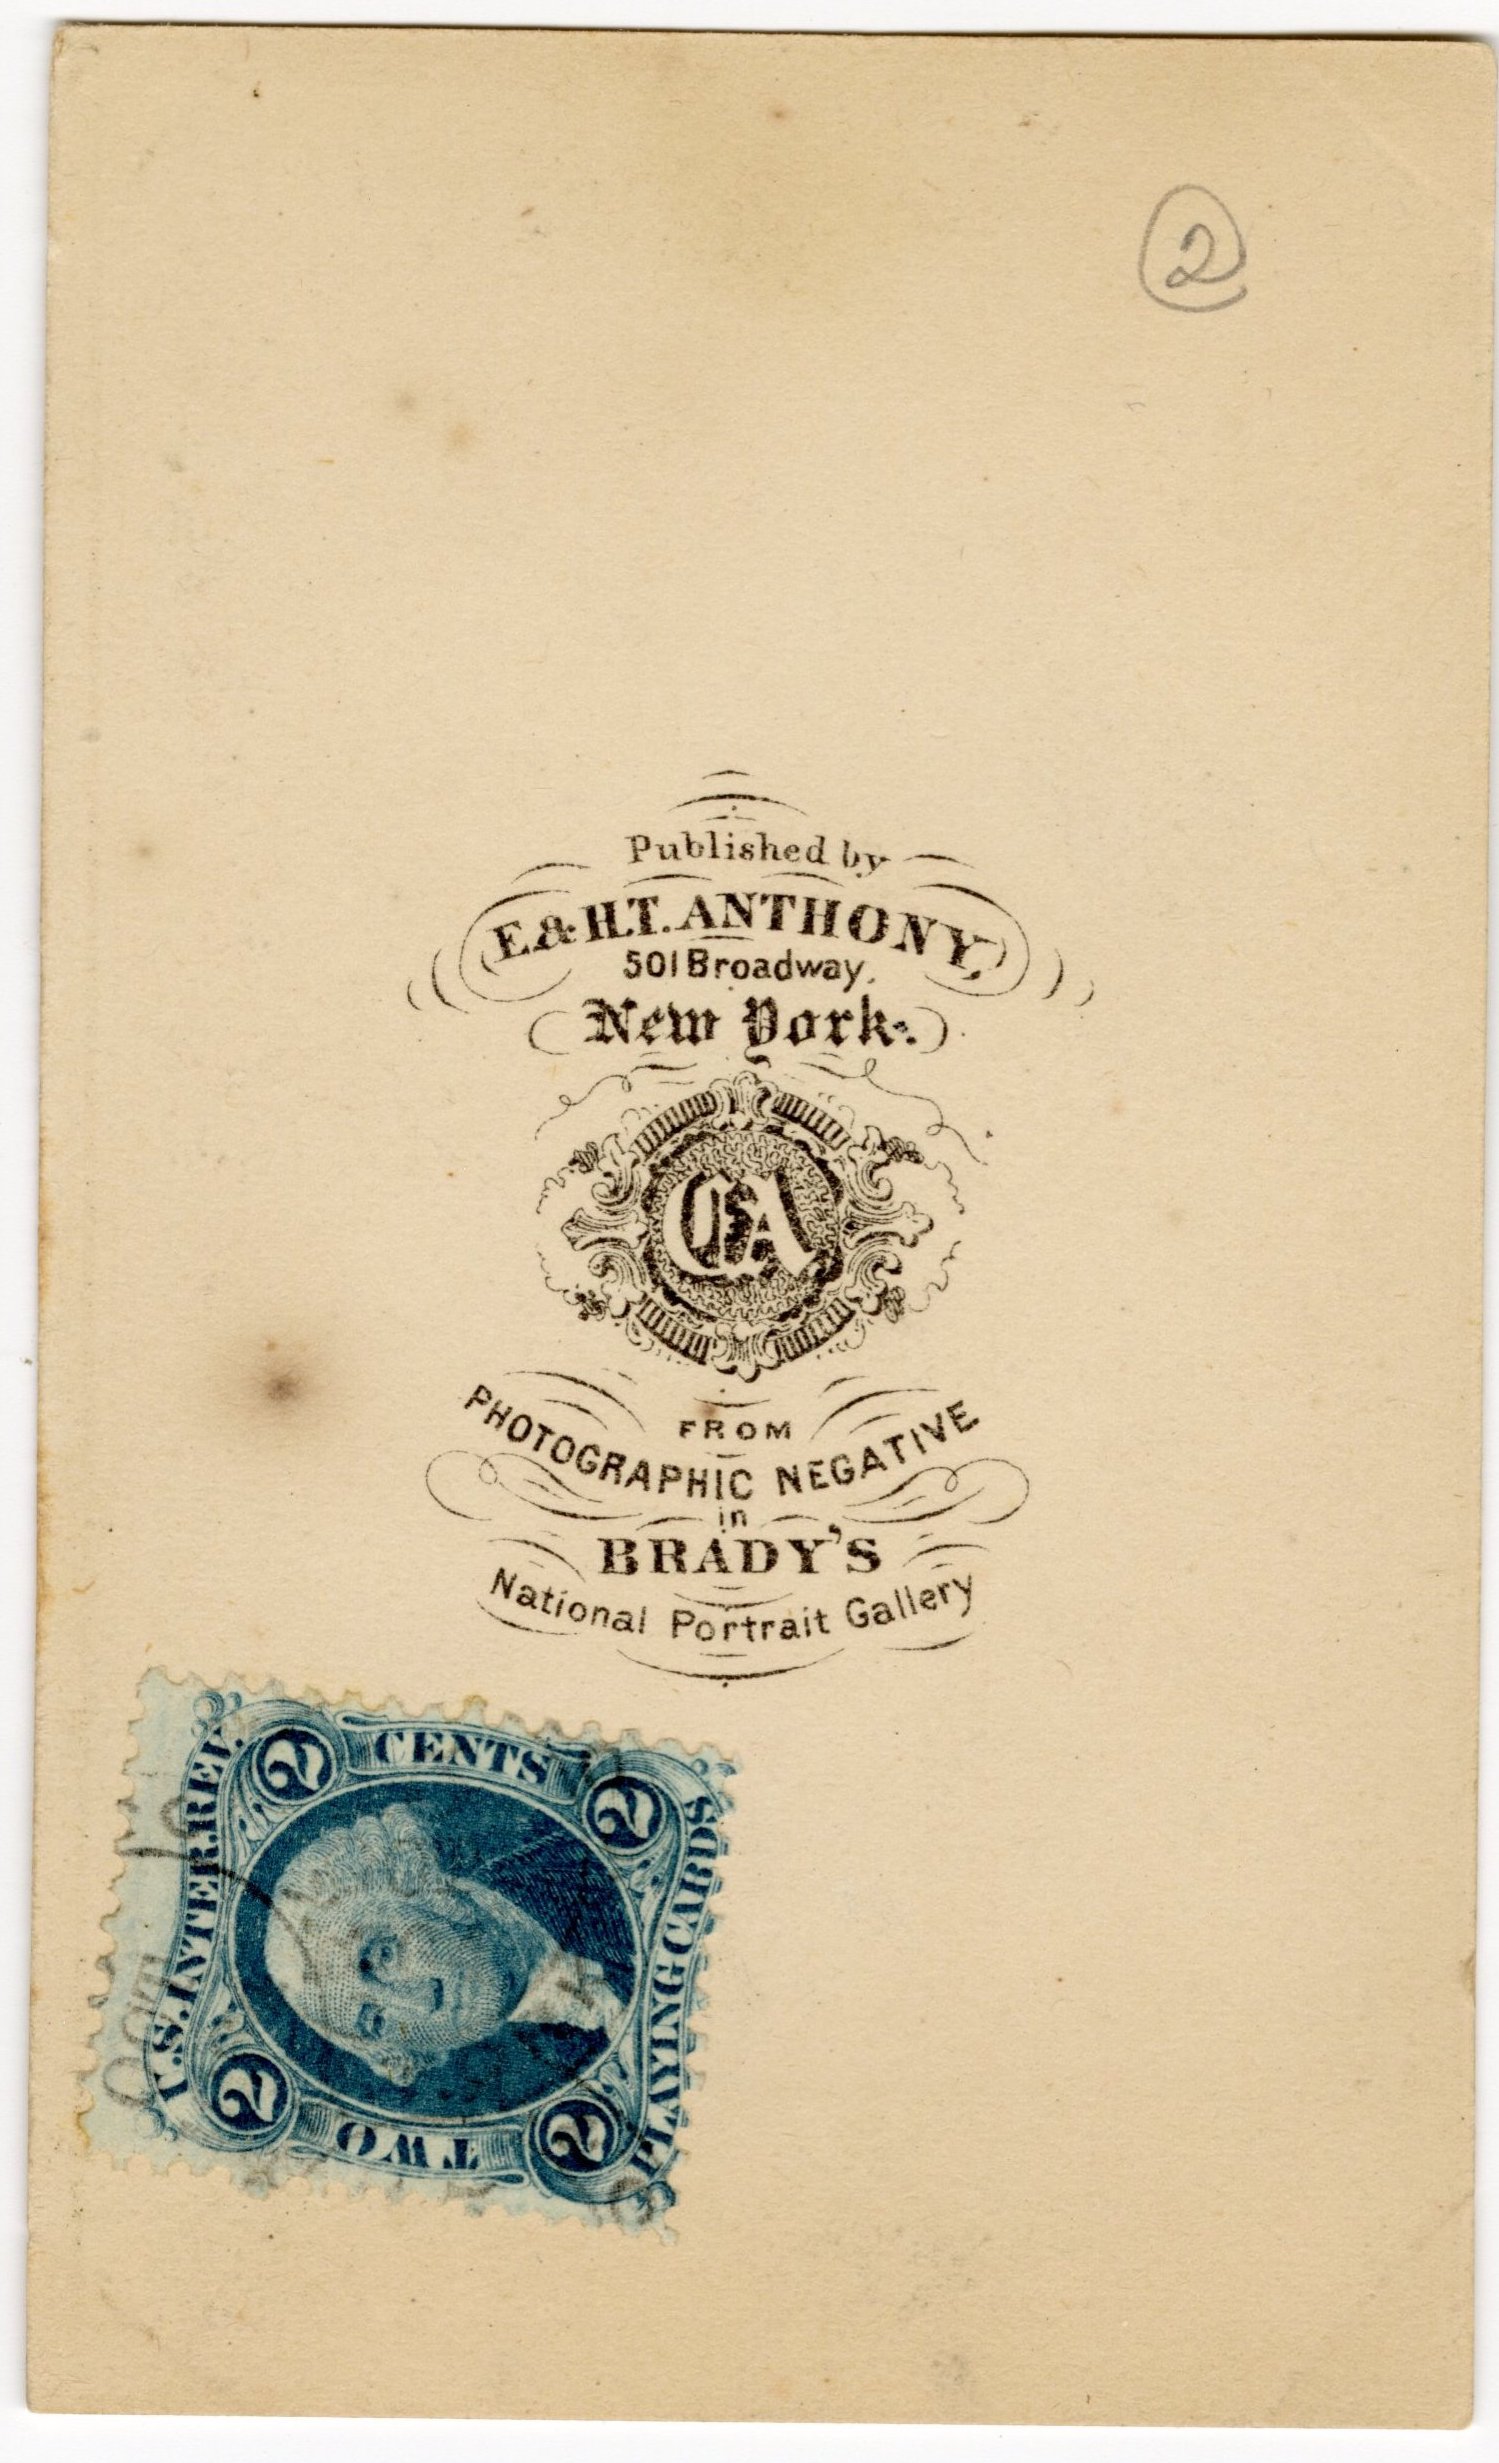 2
Published by
E. & H.T. ANTHONY,
501 Broadway.
New York.
FROM
PHOTOGRAPHIC NEGATIVE
in
BRADY'S
National Portrait Gallery
U.S. INTER. REV.
2 CENTS 2
PLAYING CARDS
2 TWO 2